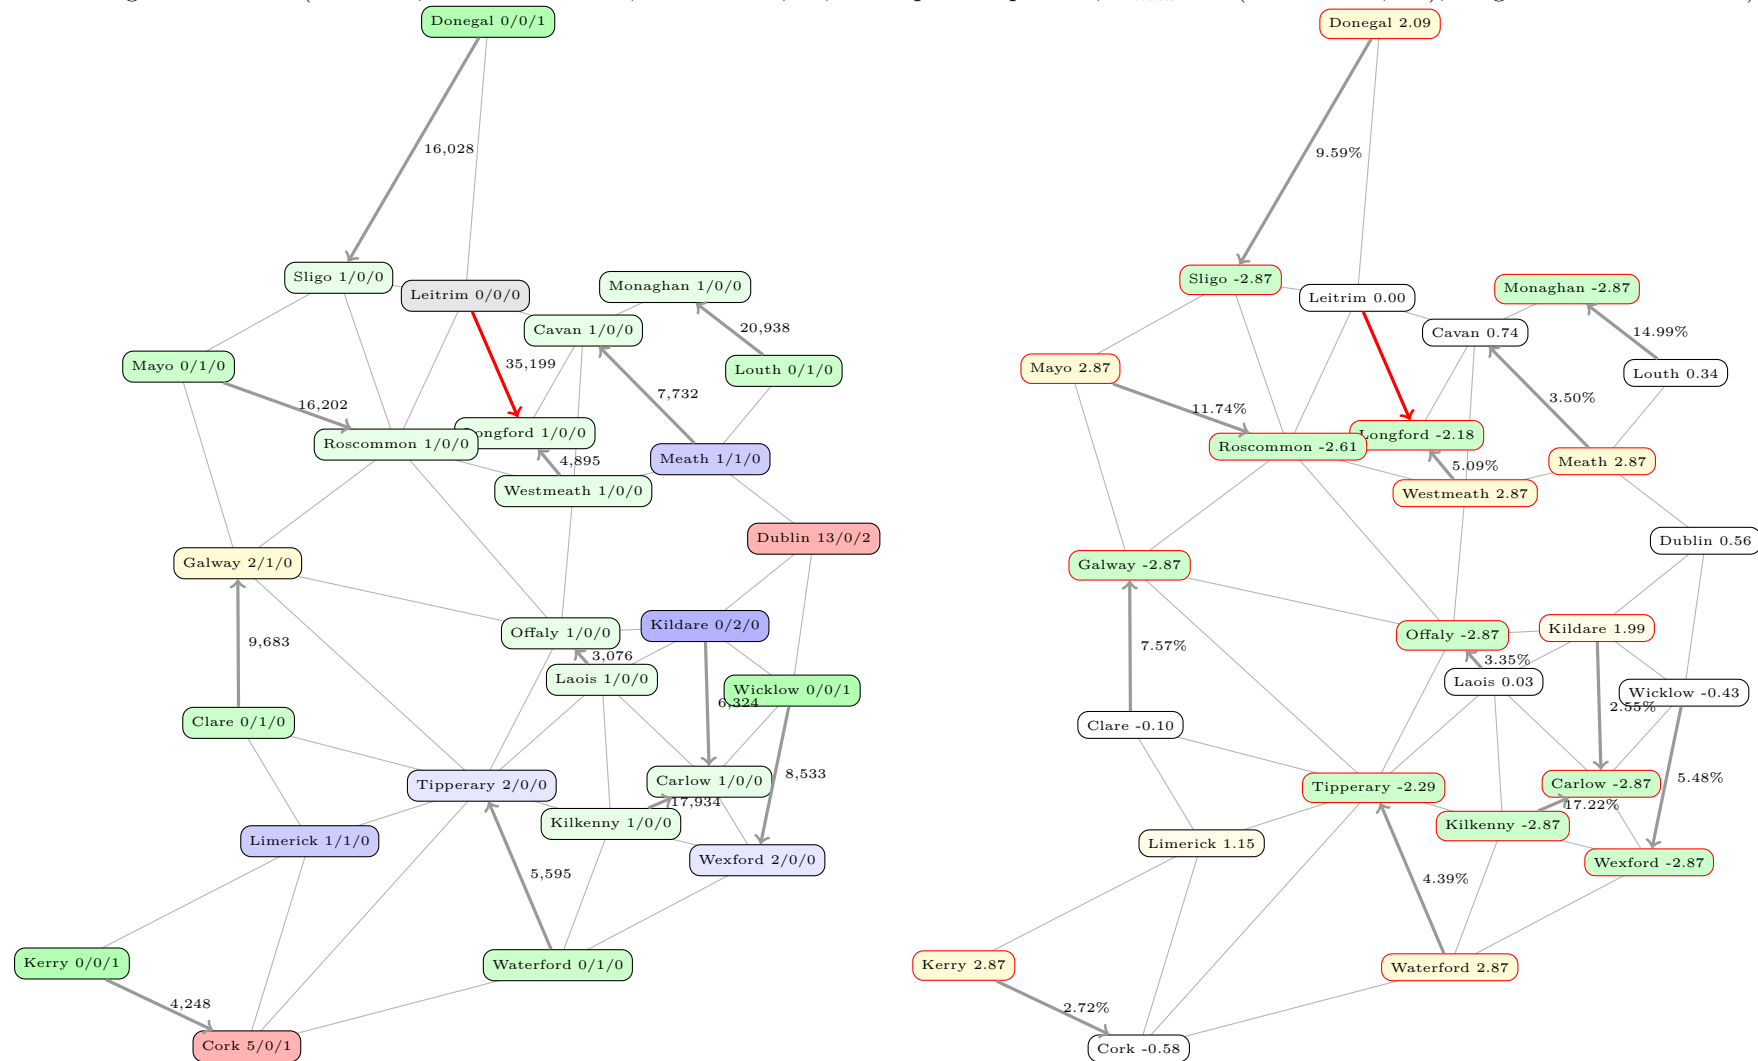 Donegal 0/0/1
16,028
Sligo 1/0/0
Leitrim 0/0/0
Monaghan 1/0/0
Cavan 1/0/0
20,938
Mayo 0/1/0
35,199
Louth 0/1/0
16,202
7,732
Roscommon 1/0/0
ongford 1/0/0
4,895
Meath 1/1/0
Westmeath 1/0/0
Dublin 13/0/2
Galway 2/1/0
Offaly 1/0/0
Kildare 0/2/0
9,683
3,076
Laois 1/0/0
Wicklow 0/0/1
6,324
Clare 0/1/0
Tipperary 2/0/0
Carlow 1/0/0
8,533
17,934
Kilkenny 1/0/0
Limerick 1/1/0
Wexford 2/0/0
5,595
Kerry 0/0/1
Waterford 0/1/0
4,248
Cork 5/0/1
Donegal 2.09
9.59%
Sligo -2.87
Leitrim 0.00
Monaghan -2.87
Cavan 0.74
14.99%
Mayo 2.87
Louth 0.34
11.74%
3.50%
Roscommon -2.61
Longford -2.18
5.09%
Meath 2.87
Westmeath 2.87
Dublin 0.56
Galway -2.87
Offaly -2.87
Kildare 1.99
7.57%
3.35%
Laois 0.03
Wicklow -0.43
2.55%
Clare -0.10
Tipperary -2.29
Carlow -2.87
5.48%
17.22%
Kilkenny -2.87
Limerick 1.15
Wexford -2.87
4.39%
Kerry 2.87
Waterford 2.87
2.72%
Cork -0.58